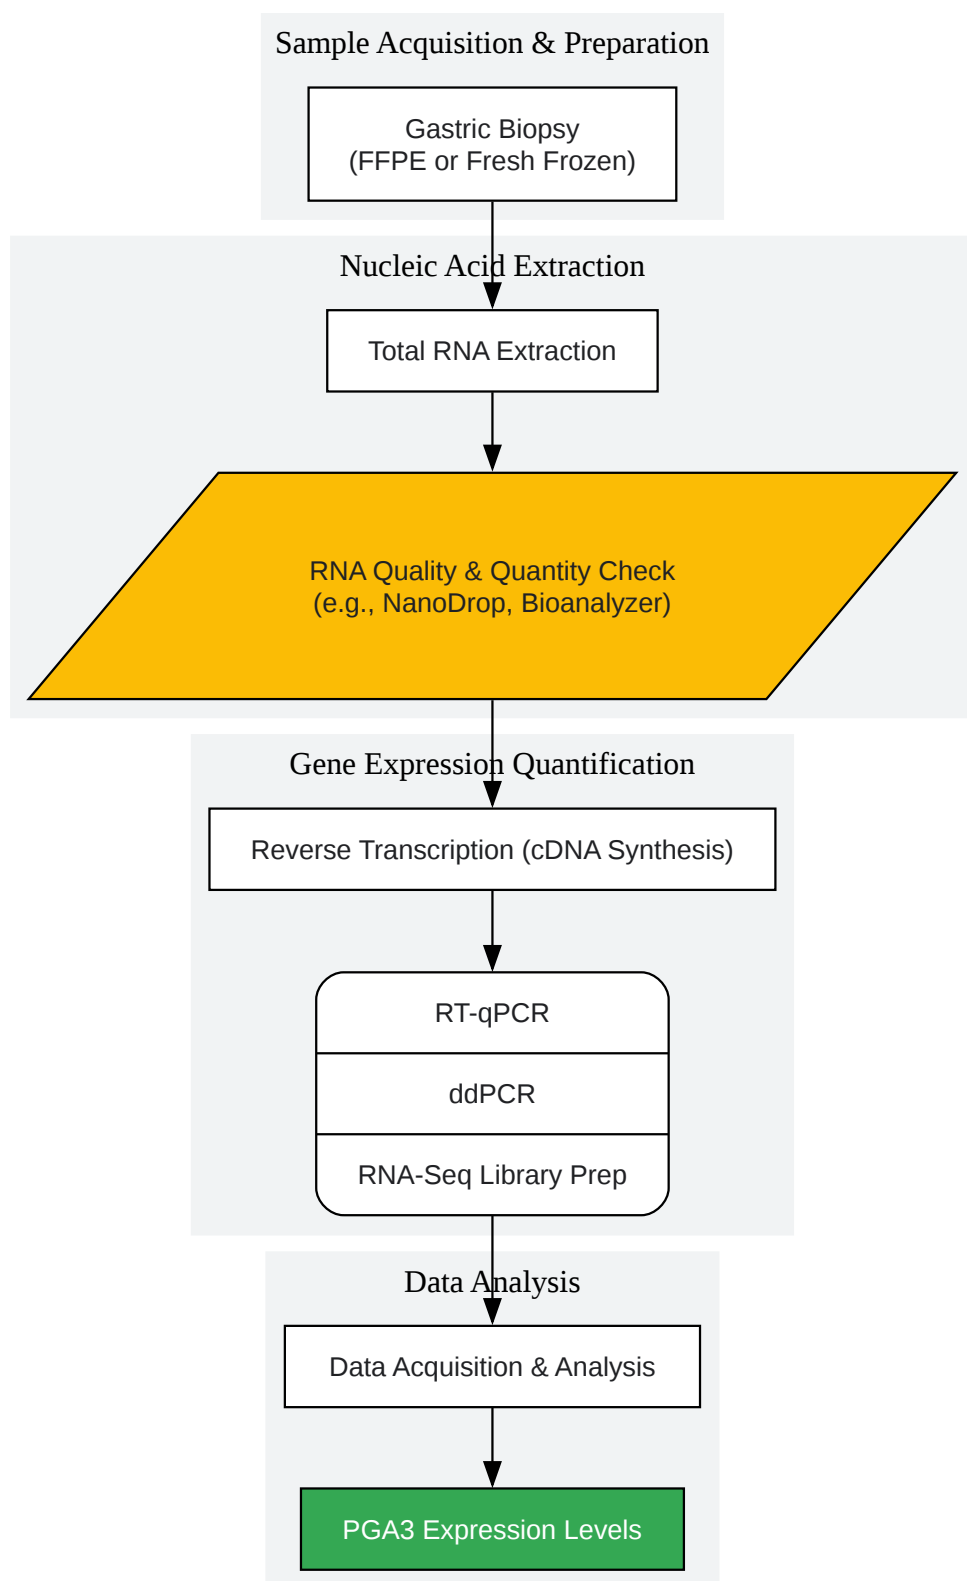 Sample Acquisition & Preparation
Gastric Biopsy
(FFPE or Fresh Frozen)
Nucleic Acid Extraction
Total RNA Extraction
RNA Quality & Quantity Check
(e.g., NanoDrop, Bioanalyzer)
Gene Expression Quantification
Reverse Transcription (cDNA Synthesis)
RT-qPCR
ddPCR
RNA-Seq Library Prep
Data Analysis
Data Acquisition & Analysis
PGA3 Expression Levels